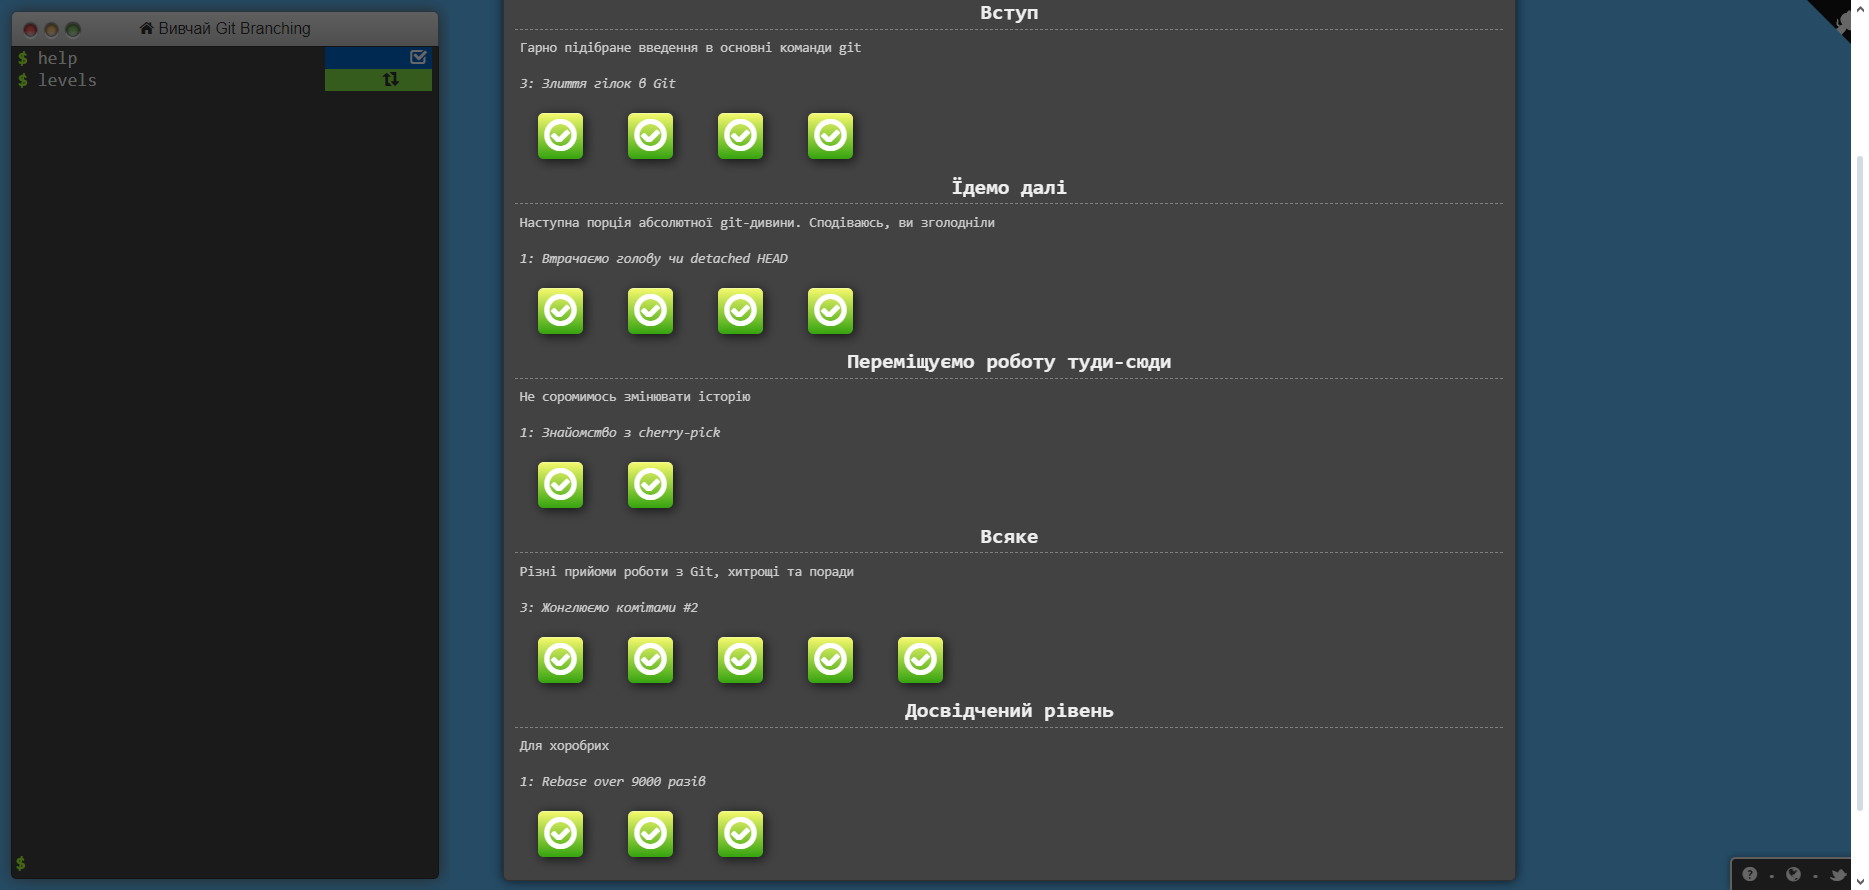 Вивчай Git Branching
$ help
$ levels
$
Вступ
Гарно підібране введення в основні команди git
3: Злиття гілок в Git
Їдемо далі
Наступна порція абсолютної git-дивини. Сподіваюсь, ви зголодніли
1: Втрачаємо голову чи detached HEAD
Переміщуємо роботу туди-сюди
Не соромимось змінювати історію
1: Знайомство з cherry-pick
Всяке
Різні прийоми роботи з Git, хитрощі та поради
3: Жонглюємо комітами #2
Досвідчений рівень
Для хоробрих
1: Rebase over 9000 разів